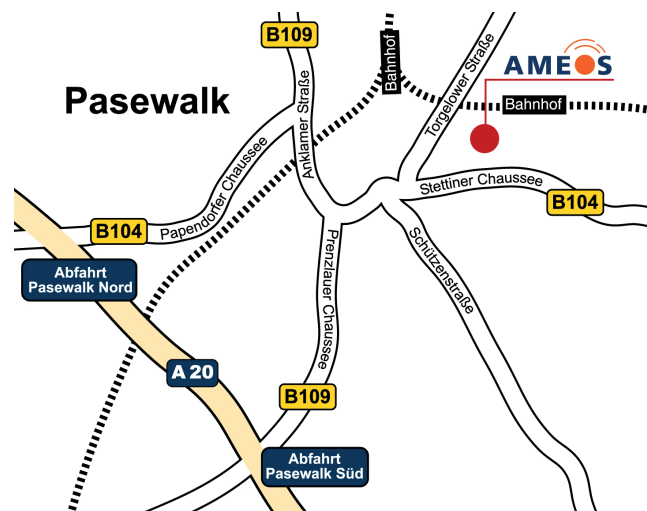 B109
AMEOS
Bahnhof
Torgelower Straße
Pasewalk
Anklamer Straße
Bahnhof
Papendorfer Chaussee
Stettiner Chaussee
B104
B104
Abfahrt
Pasewalk Nord
Prenzlauer Chaussee
Schützenstraße
A 20
B109
Abfahrt
Pasewalk Süd